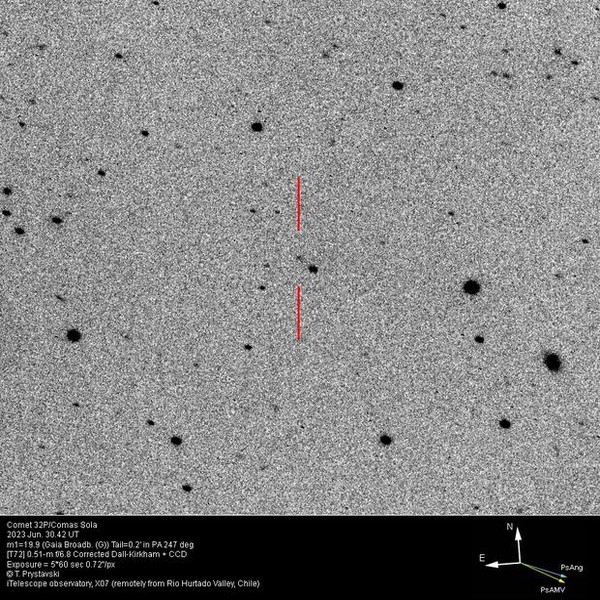 Comet 32P/Comas Sola
2023 Jun. 30.42 UT
m1=19.9 (Gaia Broadb. (G)) Tail=0.2' in PA 247 deg
[T72] 0.51-m f/6.8 Corrected Dall-Kirkham + CCD
Exposure = 5*60 sec 0.72"/px
© T. Prystavski
iTelescope observatory, X07 (remotely from Rio Hurtado Valley, Chile)
N
E
PsAng
PsAMV